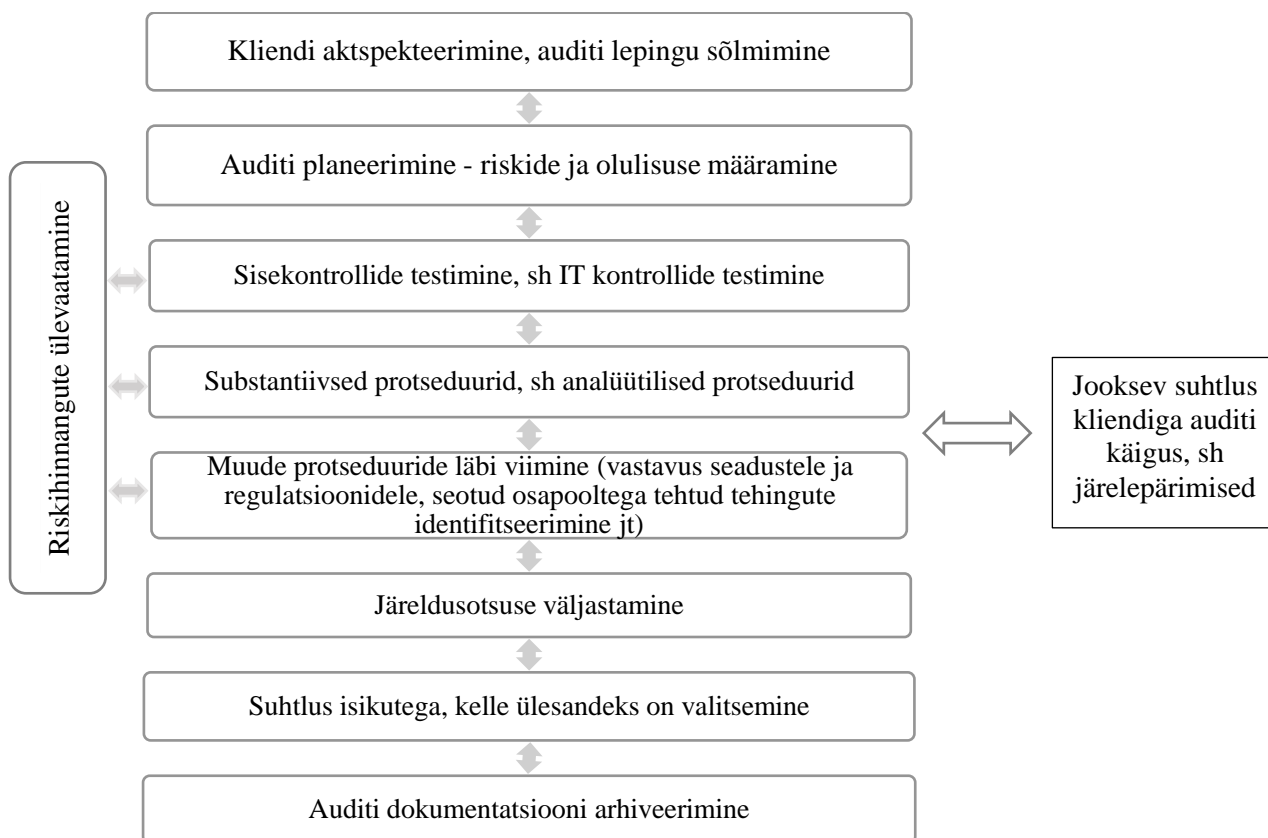 Kliendi aktspekteerimine, auditi lepingu sõlmimine
Auditi planeerimine - riskide ja olulisuse määramine
Riskihinnangute ülevaatamine
Sisekontrollide testimine, sh IT kontrollide testimine
Substantiivsed protseduurid, sh analüütilised protseduurid
Muude protseduuride läbi viimine (vastavus seadustele ja
regulatsioonidele, seotud osapooltega tehtud tehingute
identifitseerimine jt)
Jooksev suhtlus
kliendiga auditi
käigus, sh
järelepärimised
Järeldusotsuse väljastamine
Suhtlus isikutega, kelle ülesandeks on valitsemine
Auditi dokumentatsiooni arhiveerimine